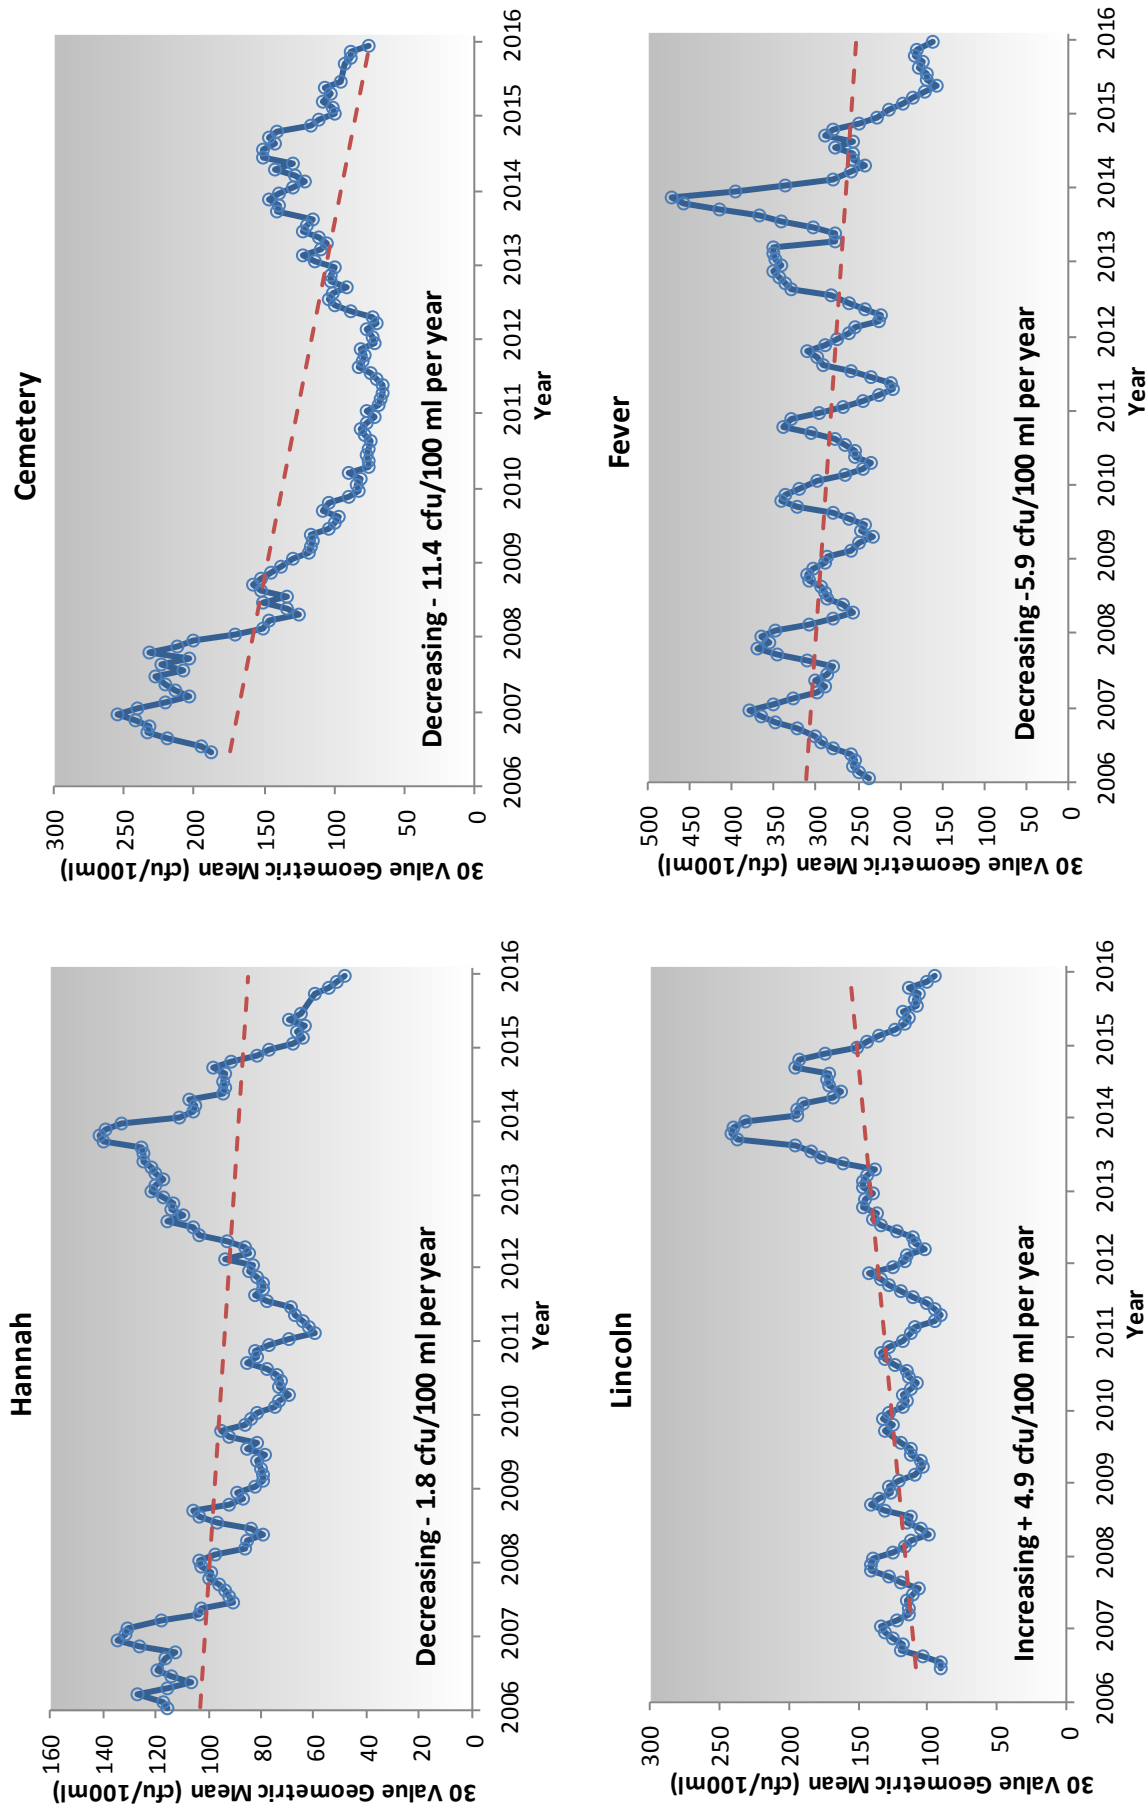 Hannah
30 Value Geometric Mean (cfu/100ml)
160
140
120
100
80
60
40
20
0
Decreasing - 1.8 cfu/100 ml per year
2006 2007 2008 2009 2010 2011 2012 2013 2014 2015 2016
Year
Cemetery
30 Value Geometric Mean (cfu/100ml)
300
250
200
150
100
50
0
Decreasing - 11.4 cfu/100 ml per year
2006 2007 2008 2009 2010 2011 2012 2013 2014 2015 2016
Year
Lincoln
30 Value Geometric Mean (cfu/100ml)
300
250
200
150
100
50
0
Increasing + 4.9 cfu/100 ml per year
2006 2007 2008 2009 2010 2011 2012 2013 2014 2015 2016
Year
Fever
30 Value Geometric Mean (cfu/100ml)
500
450
400
350
300
250
200
150
100
50
0
Decreasing -5.9 cfu/100 ml per year
2006 2007 2008 2009 2010 2011 2012 2013 2014 2015 2016
Year